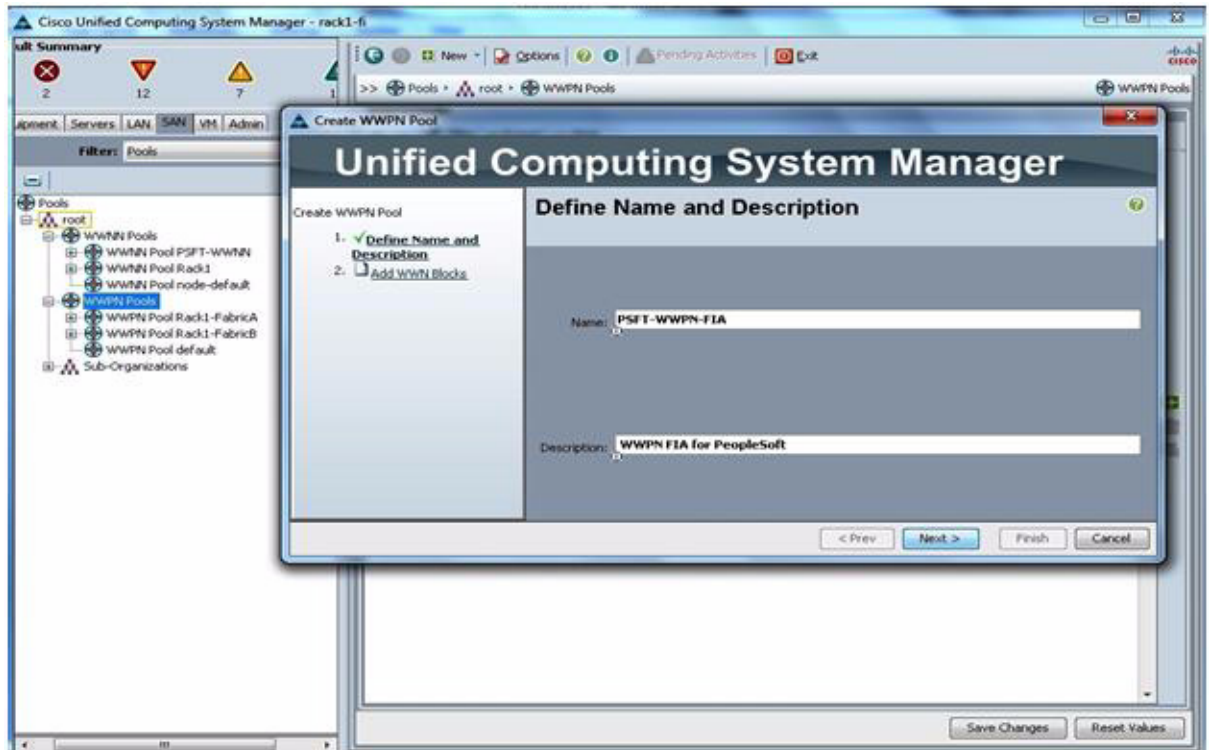 Cisco Unified Computing System Manager - rack1-fi
ult Summary
2 12 7 1
New Options Pending Activities Exit
cisco
>> Pools root WWPN Pools
WWPN Pools
uipment Servers LAN SAN VM Admin
Filter: Pools
Pools
root
WWNN Pools
WWNN Pool PSFT-WWNN
WWNN Pool Rack1
WWNN Pool node-default
WWPN Pools
WWPN Pool Rack1-FabricA
WWPN Pool Rack1-FabricB
WWPN Pool default
Sub-Organizations
Create WWPN Pool
Unified Computing System Manager
Create WWPN Pool
1. Define Name and
Description
2. Add WWN Blocks
Define Name and Description
Name: PSFT-WWPN-FIA
Description: WWPN FIA for PeopleSoft
< Prev Next > Finish Cancel
Save Changes Reset Values